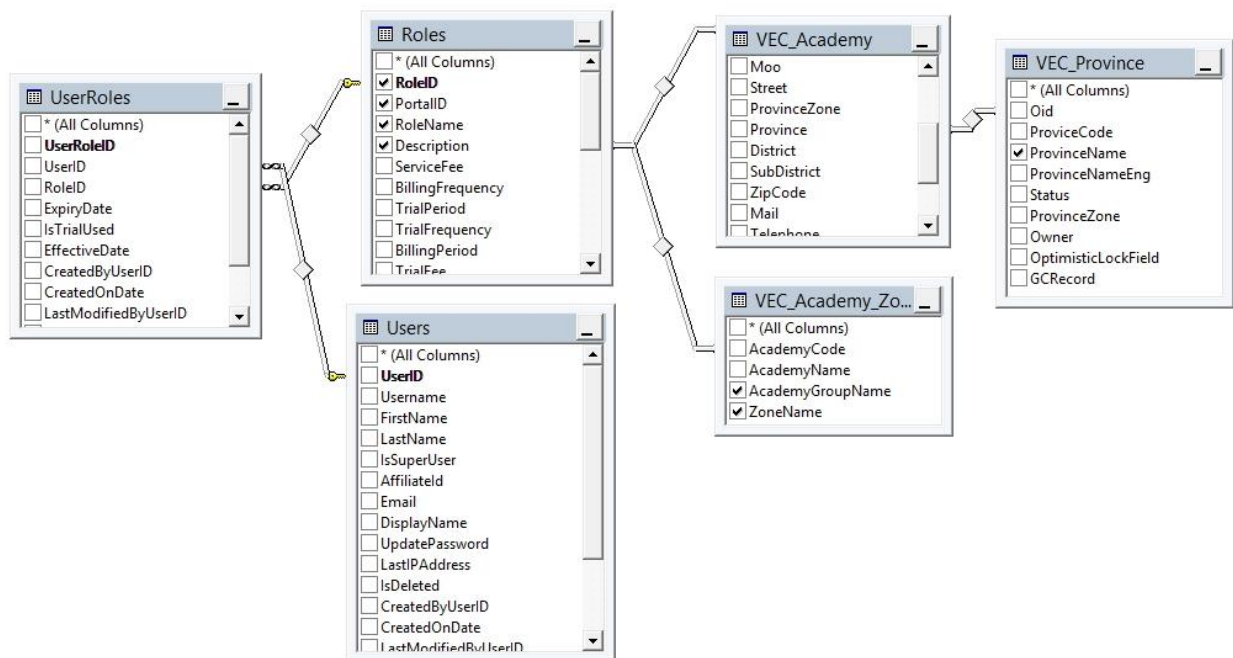 UserRoles
* (All Columns)
UserRoleID
UserID
RoleID
ExpiryDate
IsTrialUsed
EffectiveDate
CreatedByUserID
CreatedOnDate
LastModifiedByUserID
Roles
* (All Columns)
RoleID
PortalID
RoleName
Description
ServiceFee
BillingFrequency
TrialPeriod
TrialFrequency
BillingPeriod
TrialFee
Users
* (All Columns)
UserID
Username
FirstName
LastName
IsSuperUser
AffiliateId
Email
DisplayName
UpdatePassword
LastIPAddress
IsDeleted
CreatedByUserID
CreatedOnDate
LastModifiedByUserID
VEC_Academy
Moo
Street
ProvinceZone
Province
District
SubDistrict
ZipCode
Mail
Telephone
VEC_Academy_Zo...
* (All Columns)
AcademyCode
AcademyName
AcademyGroupName
ZoneName
VEC_Province
* (All Columns)
Oid
ProviceCode
ProvinceName
ProvinceNameEng
Status
ProvinceZone
Owner
OptimisticLockField
GCRecord